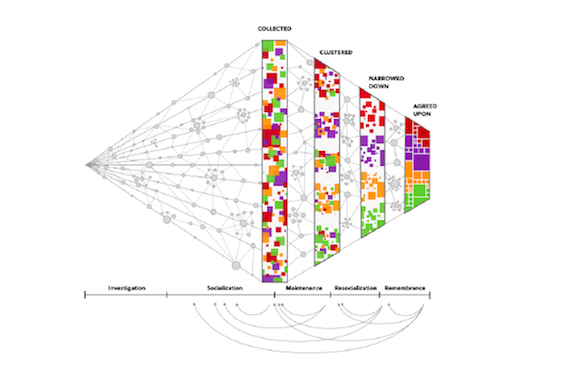 COLLECTED
CLUSTERED
NARROWED
DOWN
AGREED
UPON
Investigation
Socialization
Maintenance
Resocialization
Remembrance